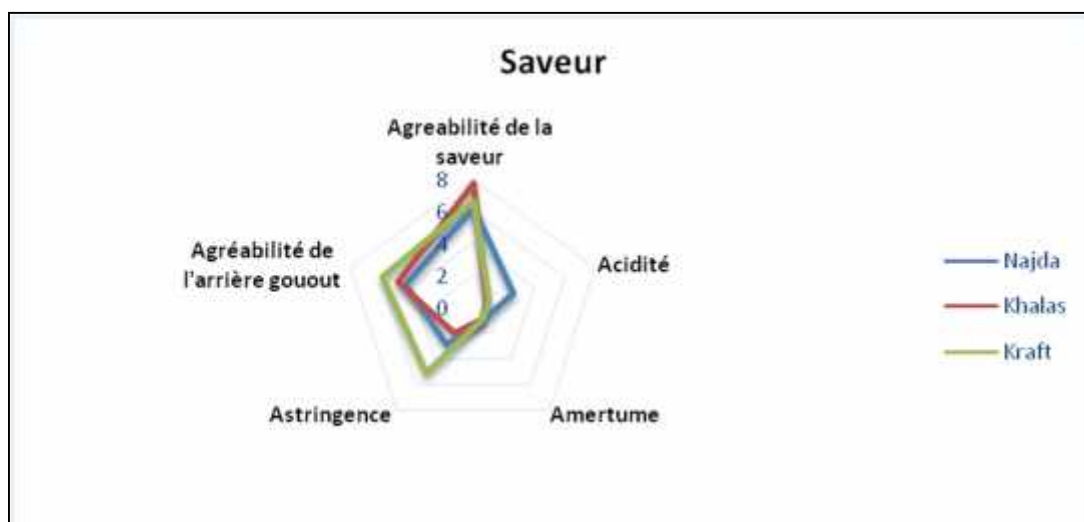 Saveur
Agreabilité de la
saveur
8
6
4
2
0
Acidité
Amertume
Astringence
Agréabilité de
l'arrière gouout
Najda
Khalas
Kraft